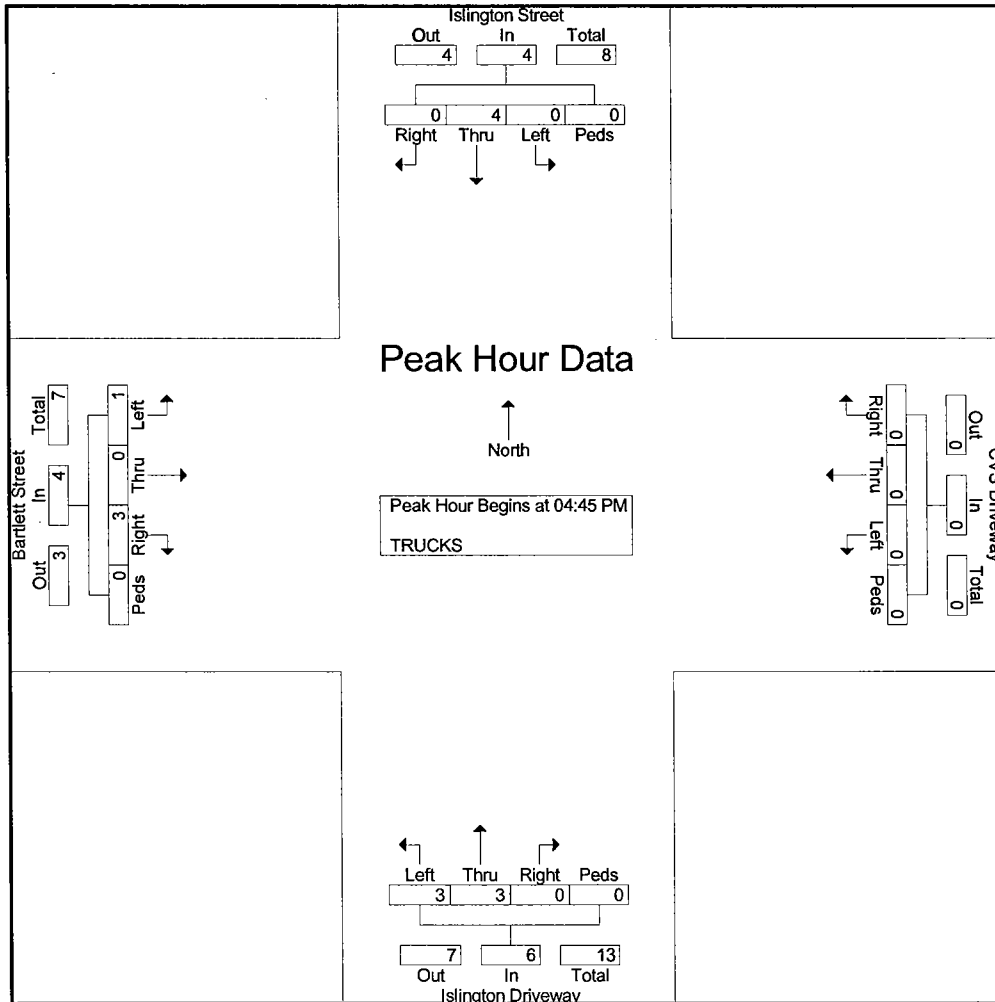 Islington Street
Out In Total
4 4 8
0 4 0 0
Right Thru Left Peds
Peak Hour Data
North
Peak Hour Begins at 04:45 PM
TRUCKS
Bartlett Street
Total In Out
7 4 3
1 0 3 0
Left Thru Right Peds
CVS Driveway
Out In Total
0 0 0
0 0 0 0
Right Thru Left Peds
Left Thru Right Peds
3 3 0 0
7 6 13
Out In Total
Islington Driveway